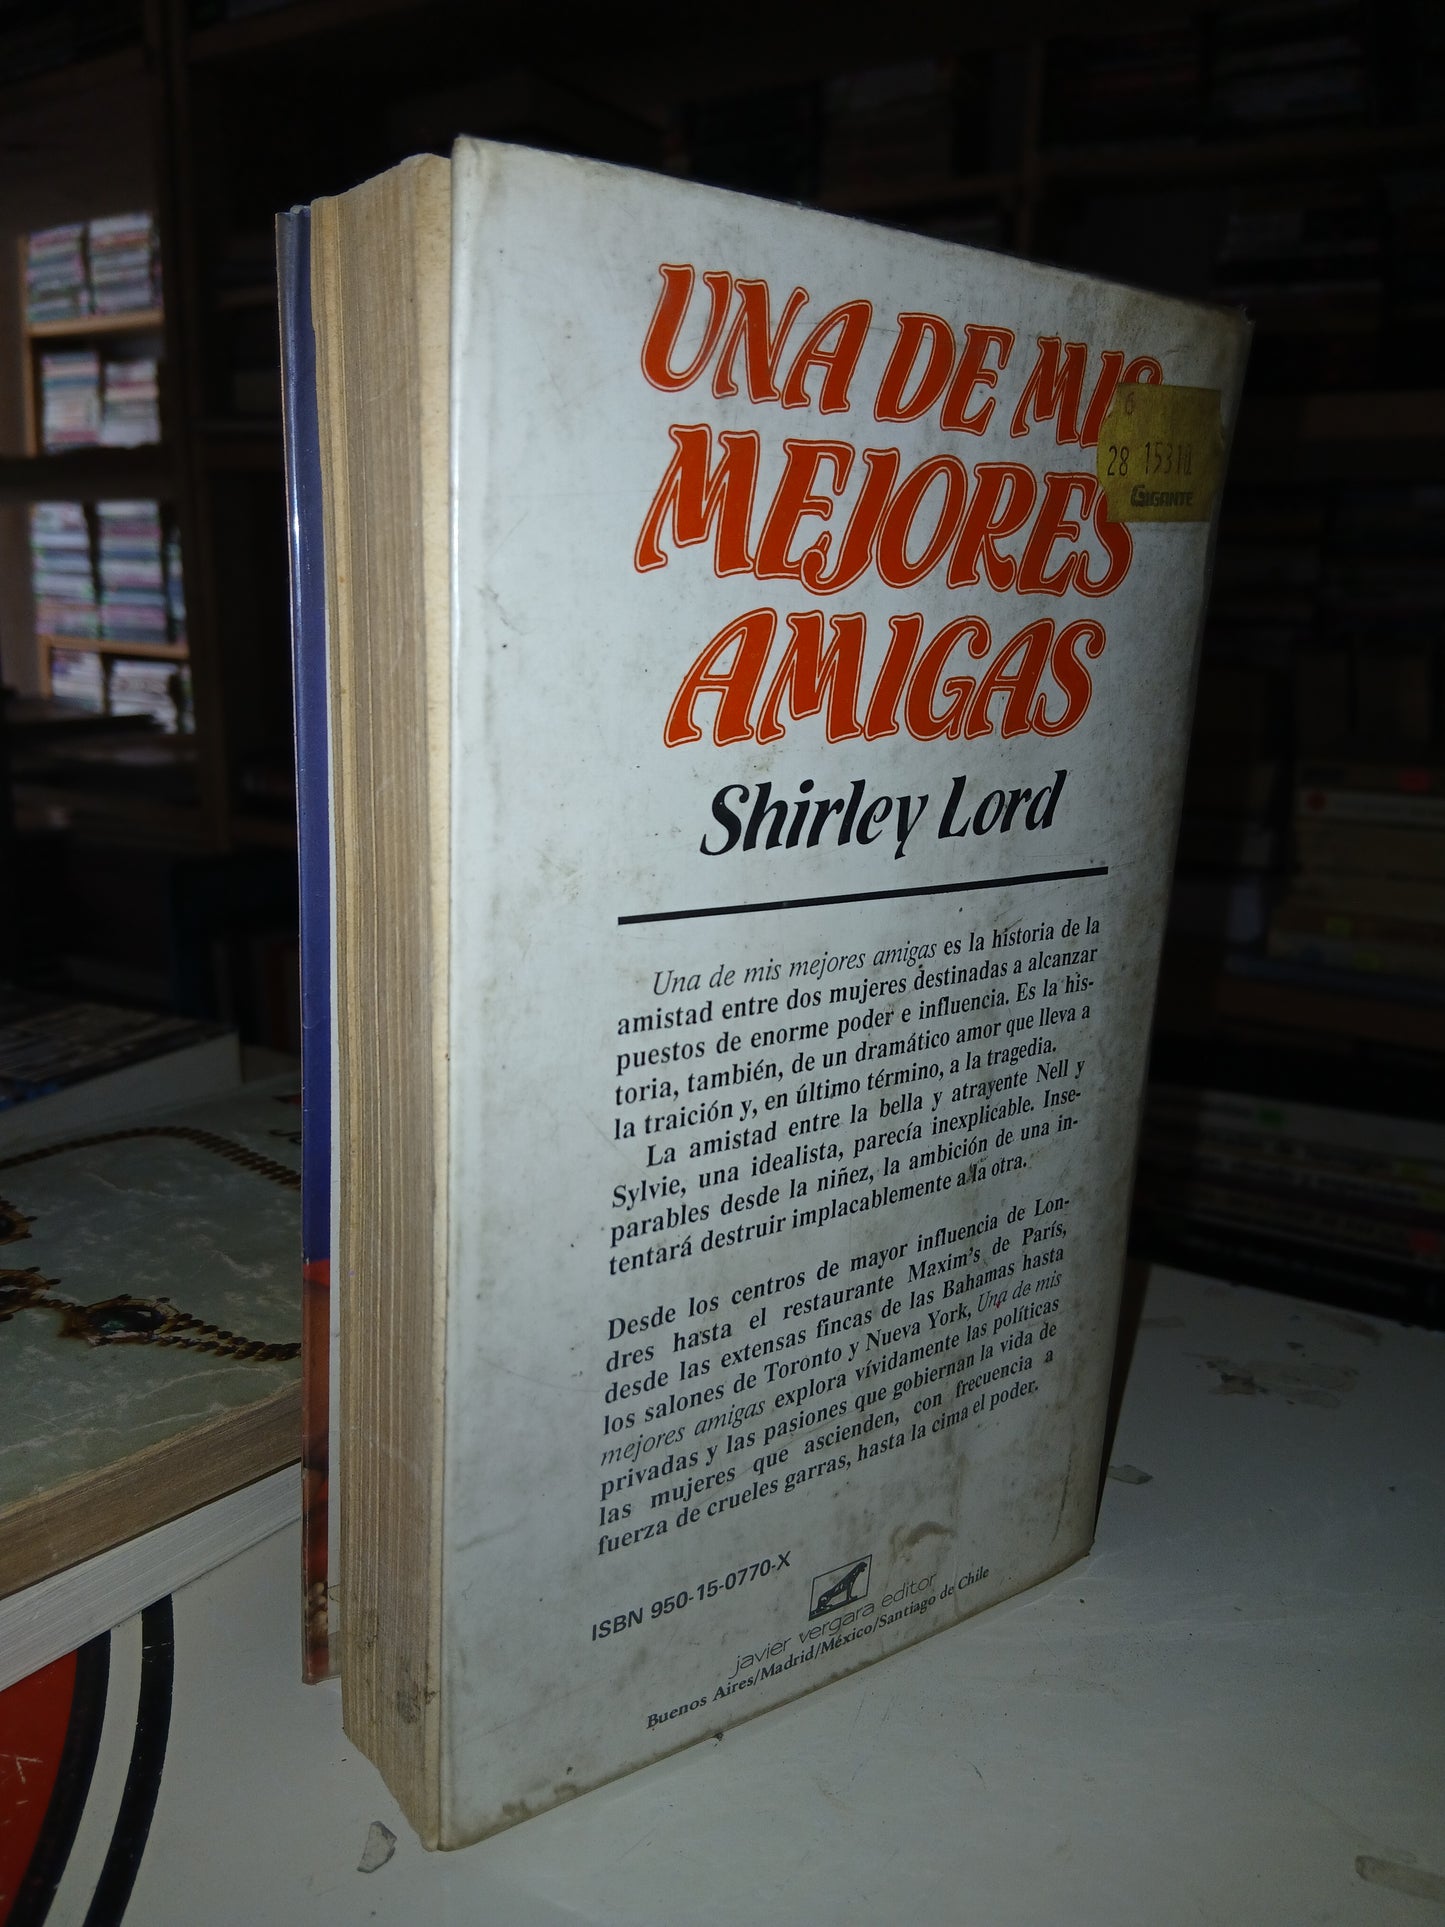 UNA DE MIS
MEJORES
AMIGAS
6
28 15311
GIGANTE
Shirley Lord
Una de mis mejores amigas es la historia de la
amistad entre dos mujeres destinadas a alcanzar
puestos de enorme poder e influencia. Es la his-
toria, también, de un dramático amor que lleva a
la traición y, en último término, a la tragedia.
La amistad entre la bella y atrayente Nell y
Sylvie, una idealista, parecía inexplicable. Inse-
parables desde la niñez, la ambición de una in-
tentará destruir implacablemente a la otra.
Desde los centros de mayor influencia de Lon-
dres hasta el restaurante Maxim's de París,
desde las extensas fincas de las Bahamas hasta
los salones de Toronto y Nueva York, Una de mis
mejores amigas explora vívidamente las políticas
privadas y las pasiones que gobiernan la vida de
las mujeres que ascienden, con frecuencia a
fuerza de crueles garras, hasta la cima el poder.
ISBN 950-15-0770-X
javier vergara editor
Buenos Aires/Madrid/México/Santiago de Chile